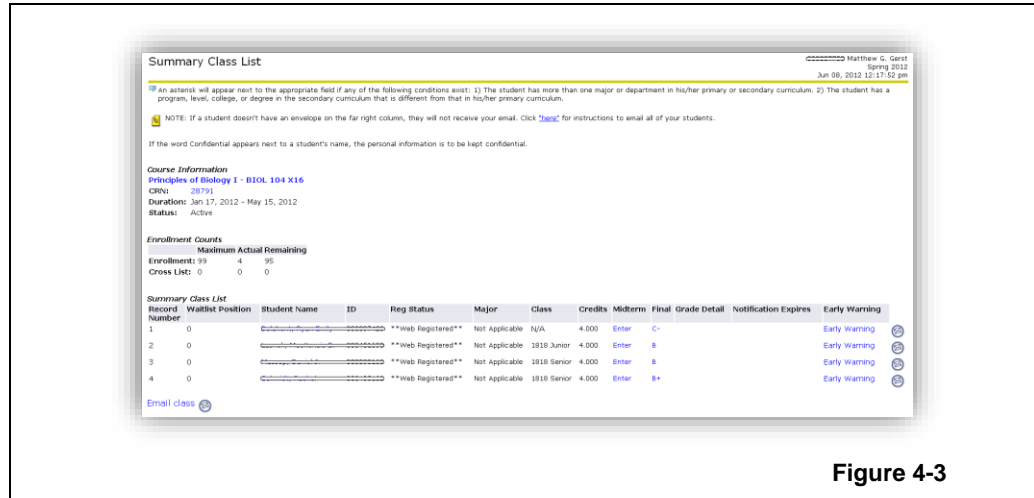 Summary Class List
Matthew G. Gerst
Spring 2012
Jun 08, 2012 12:17:52 pm
An asterisk will appear next to the appropriate field if any of the following conditions exist: 1) The student has more than one major or department in his/her primary or secondary curriculum. 2) The student has a
program, level, college, or degree in the secondary curriculum that is different from that in his/her primary curriculum.
NOTE: If a student doesn't have an envelope on the far right column, they will not receive your email. Click "here" for instructions to email all of your students.
If the word Confidential appears next to a student's name, the personal information is to be kept confidential.
Course Information
Principles of Biology I - BIOL 104 X16
CRN: 28791
Duration: Jan 17, 2012 - May 15, 2012
Status: Active
Enrollment Counts
Maximum Actual Remaining
Enrollment: 99 4 95
Cross List: 0 0 0
Summary Class List
Record Waitlist Position Student Name ID Reg Status Major Class Credits Midterm Final Grade Detail Notification Expires Early Warning
Number
1 0 **Web Registered** Not Applicable N/A 4.000 Enter C- Early Warning
2 0 **Web Registered** Not Applicable 1818 Junior 4.000 Enter B Early Warning
3 0 **Web Registered** Not Applicable 1818 Senior 4.000 Enter B Early Warning
4 0 **Web Registered** Not Applicable 1818 Senior 4.000 Enter B+ Early Warning
Email class
Figure 4-3